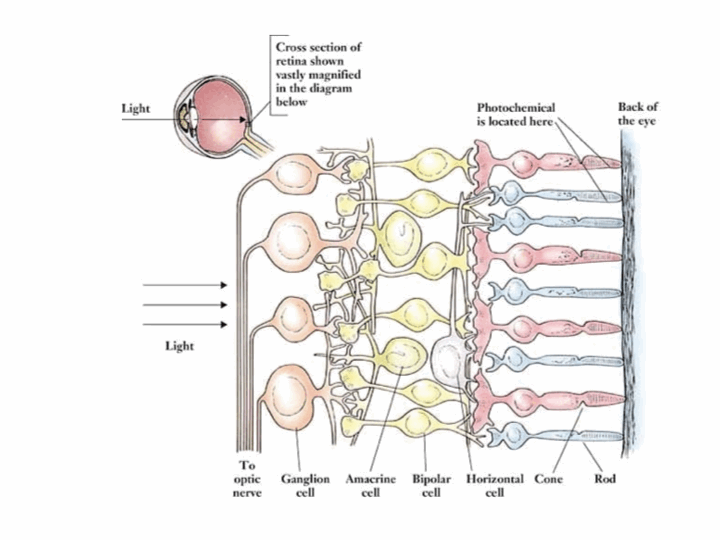 Cross section of
retina shown
vastly magnified
in the diagram
below
Light
Photochemical
is located here
Back of
the eye
Light
To
optic
nerve
Ganglion
cell
Amacrine
cell
Bipolar
cell
Horizontal
cell
Cone
Rod